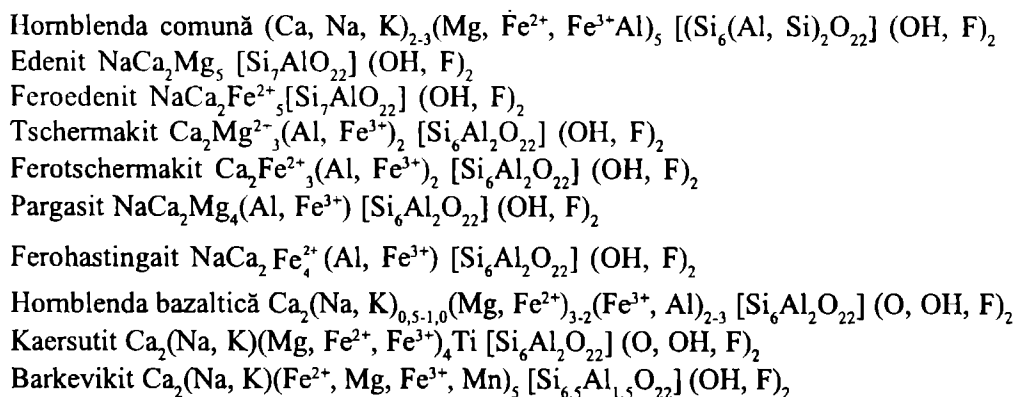 Hornblenda comună (Ca, Na, K)₂₋₃(Mg, Fe²⁺, Fe³⁺Al)₅ [(Si₆(Al, Si)₂O₂₂] (OH, F)₂
Edenit NaCa₂Mg₅ [Si₇AlO₂₂] (OH, F)₂
Feroedenit NaCa₂Fe²⁺₅[Si₇AlO₂₂] (OH, F)₂
Tschermakit Ca₂Mg²⁺₃(Al, Fe³⁺)₂ [Si₆Al₂O₂₂] (OH, F)₂
Ferotschermakit Ca₂Fe²⁺₃(Al, Fe³⁺)₂ [Si₆Al₂O₂₂] (OH, F)₂
Pargasit NaCa₂Mg₄(Al, Fe³⁺) [Si₆Al₂O₂₂] (OH, F)₂
Ferohastingait NaCa₂ Fe₄²⁺ (Al, Fe³⁺) [Si₆Al₂O₂₂] (OH, F)₂
Hornblenda bazaltică Ca₂(Na, K)₀,₅₋₁,₀(Mg, Fe²⁺)₃₋₂(Fe³⁺, Al)₂₋₃ [Si₆Al₂O₂₂] (O, OH, F)₂
Kaersutit Ca₂(Na, K)(Mg, Fe²⁺, Fe³⁺)₄Ti [Si₆Al₂O₂₂] (O, OH, F)₂
Barkevikit Ca₂(Na, K)(Fe²⁺, Mg, Fe³⁺, Mn)₅ [Si₆,₅Al₁,₅O₂₂] (OH, F)₂